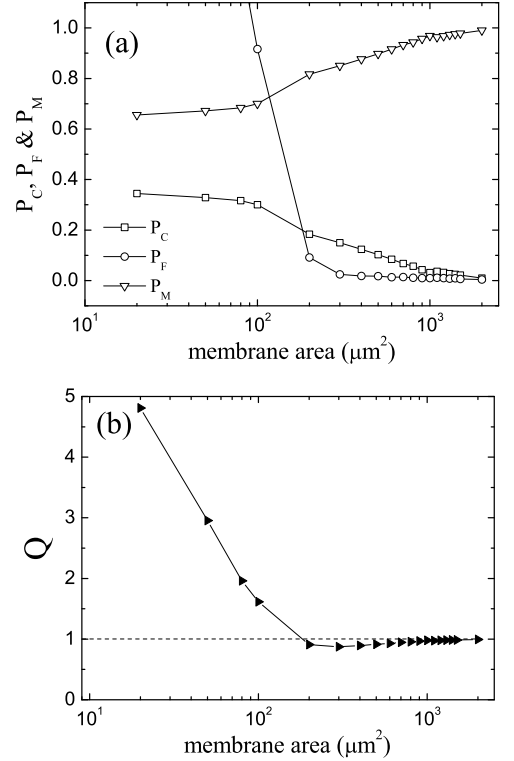 (a)
P_C, P_F & P_M
1.0
0.8
0.6
0.4
0.2
0.0
P_C
P_F
P_M
10^1
10^2
10^3
membrane area (μm^2)
(b)
Q
5
4
3
2
1
0
10^1
10^2
10^3
membrane area (μm^2)